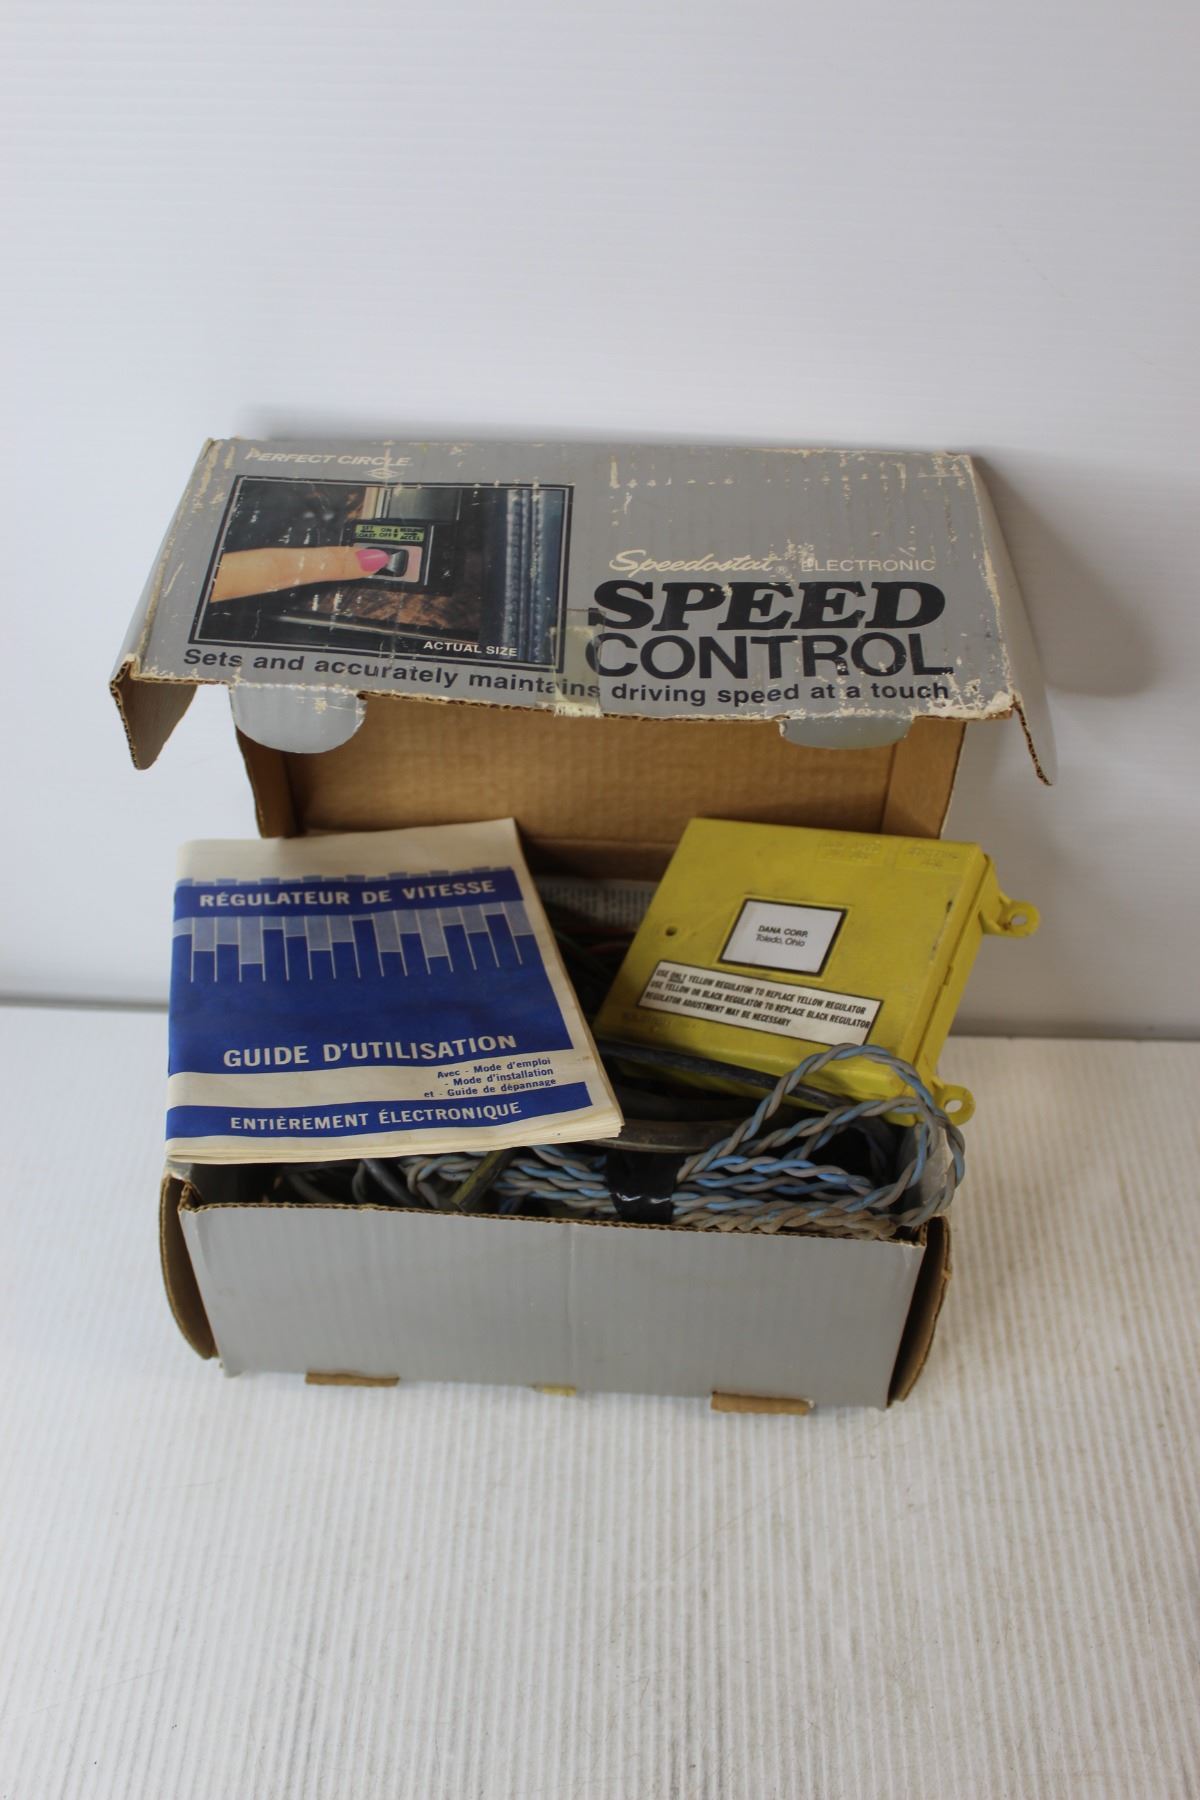 PERFECT CIRCLE
SET ON & RESUME
COAST OFF ACCEL
ACTUAL SIZE
Speedostat® ELECTRONIC
SPEED
CONTROL
Sets and accurately maintains driving speed at a touch
RÉGULATEUR DE VITESSE
GUIDE D'UTILISATION
Avec - Mode d'emploi
- Mode d'installation
et - Guide de dépannage
ENTIÈREMENT ÉLECTRONIQUE
DANA CORP.
Toledo, Ohio
USE ONLY YELLOW REGULATOR TO REPLACE YELLOW REGULATOR
USE YELLOW OR BLACK REGULATOR TO REPLACE BLACK REGULATOR
REGULATOR ADJUSTMENT MAY BE NECESSARY